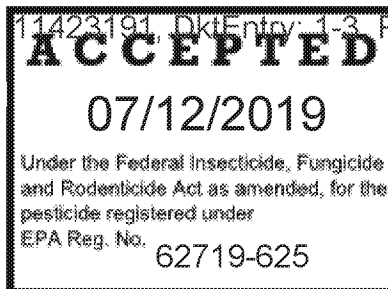 11423191, DktEntry: 1-3, P
ACCEPTED
07/12/2019
Under the Federal Insecticide, Fungicide
and Rodenticide Act as amended, for the
pesticide registered under
EPA Reg. No. 62719-625